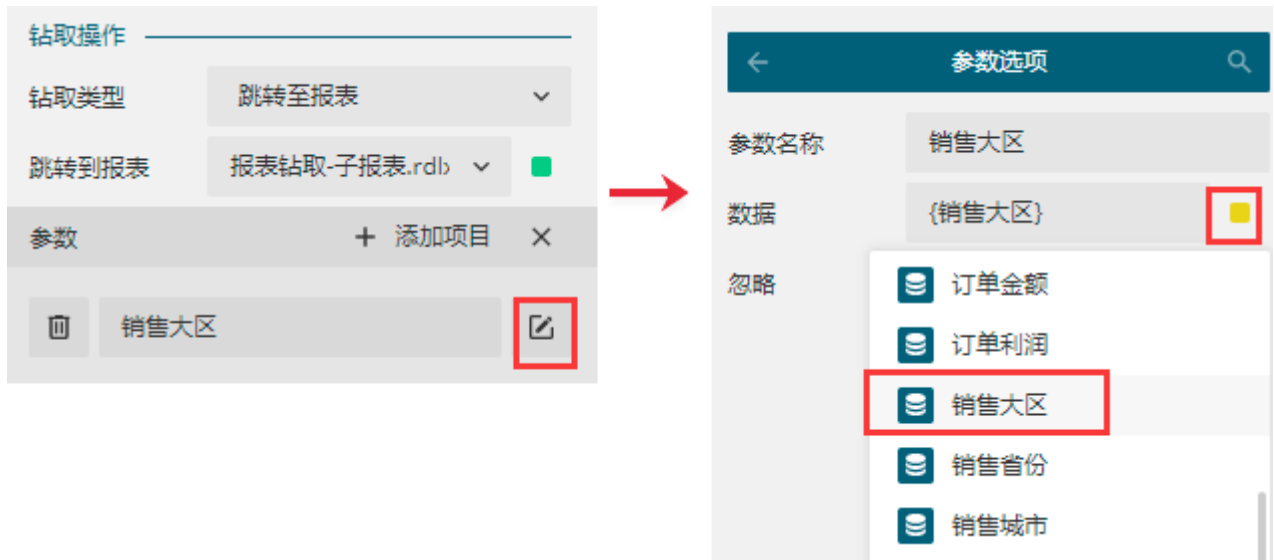 钻取操作
钻取类型
跳转至报表
跳转到报表
报表钻取-子报表.rdl
参数
+ 添加项目
销售大区
参数选项
参数名称
销售大区
数据
{销售大区}
忽略
订单金额
订单利润
销售大区
销售省份
销售城市